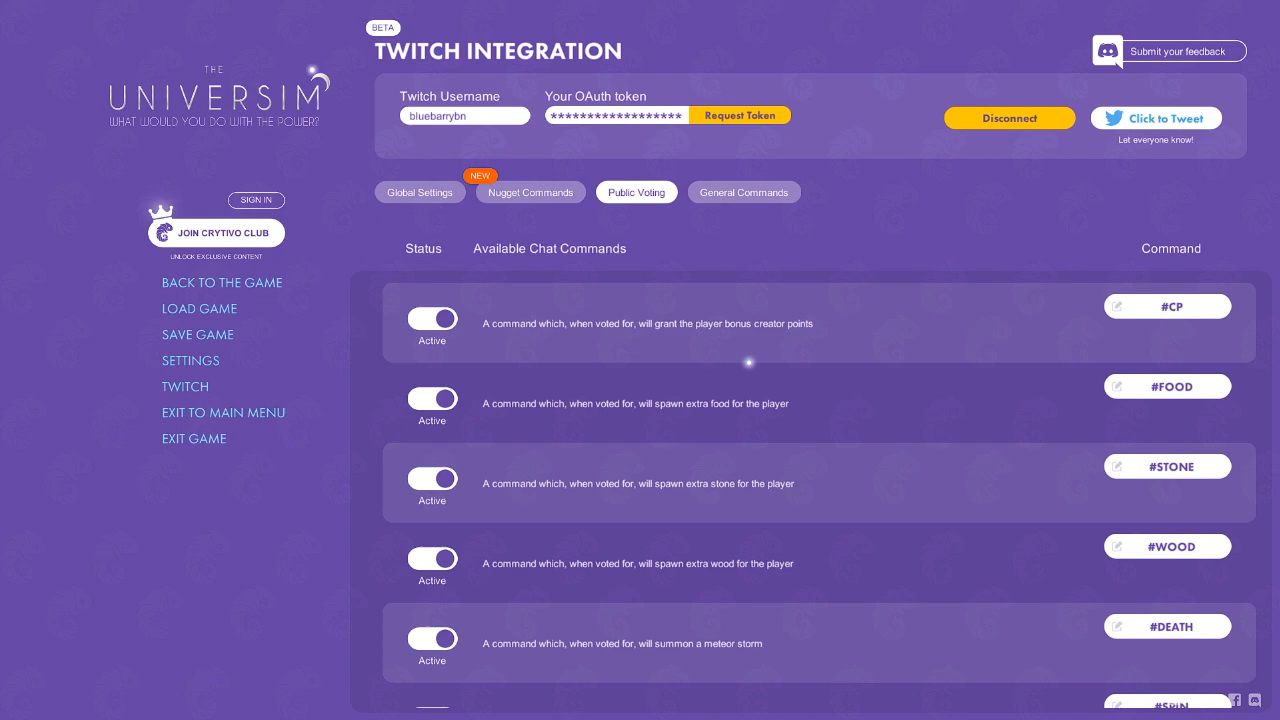 BETA
TWITCH INTEGRATION
Submit your feedback
THE
UNIVERSIM
WHAT WOULD YOU DO WITH THE POWER?
Twitch Username
Your OAuth token
bluebarrybn
******************
Request Token
Disconnect
Click to Tweet
Let everyone know!
NEW
Global Settings
Nugget Commands
Public Voting
General Commands
SIGN IN
JOIN CRYTIVO CLUB
UNLOCK EXCLUSIVE CONTENT
BACK TO THE GAME
LOAD GAME
SAVE GAME
SETTINGS
TWITCH
EXIT TO MAIN MENU
EXIT GAME
Status
Available Chat Commands
Command
Active
A command which, when voted for, will grant the player bonus creator points
#CP
Active
A command which, when voted for, will spawn extra food for the player
#FOOD
Active
A command which, when voted for, will spawn extra stone for the player
#STONE
Active
A command which, when voted for, will spawn extra wood for the player
#WOOD
Active
A command which, when voted for, will summon a meteor storm
#DEATH
#SPIN